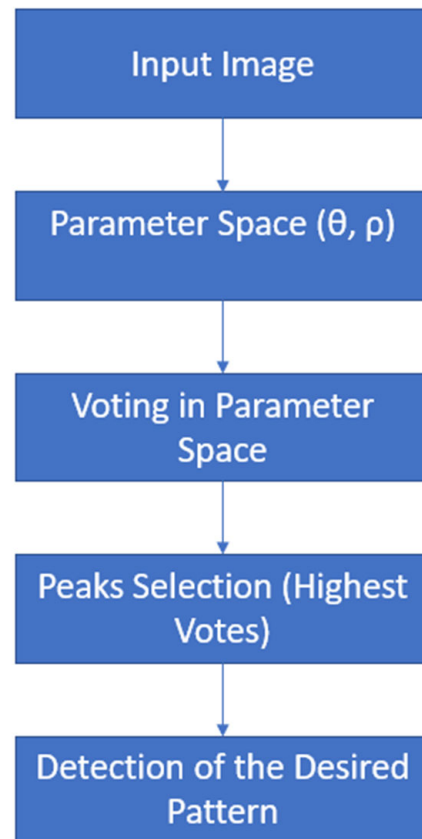 Input Image
Parameter Space (θ, ρ)
Voting in Parameter
Space
Peaks Selection (Highest
Votes)
Detection of the Desired
Pattern